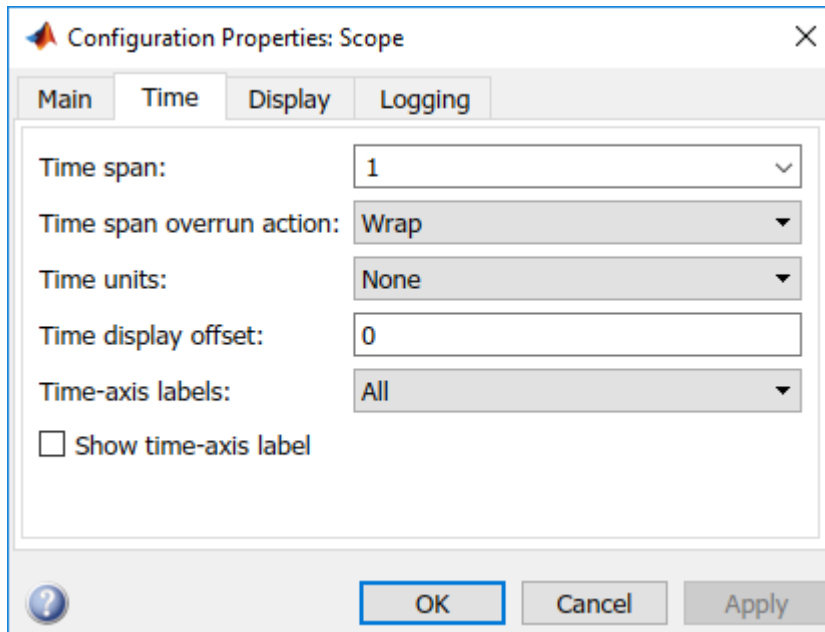 Configuration Properties: Scope
Main Time Display Logging
Time span: 1
Time span overrun action: Wrap
Time units: None
Time display offset: 0
Time-axis labels: All
Show time-axis label
? OK Cancel Apply